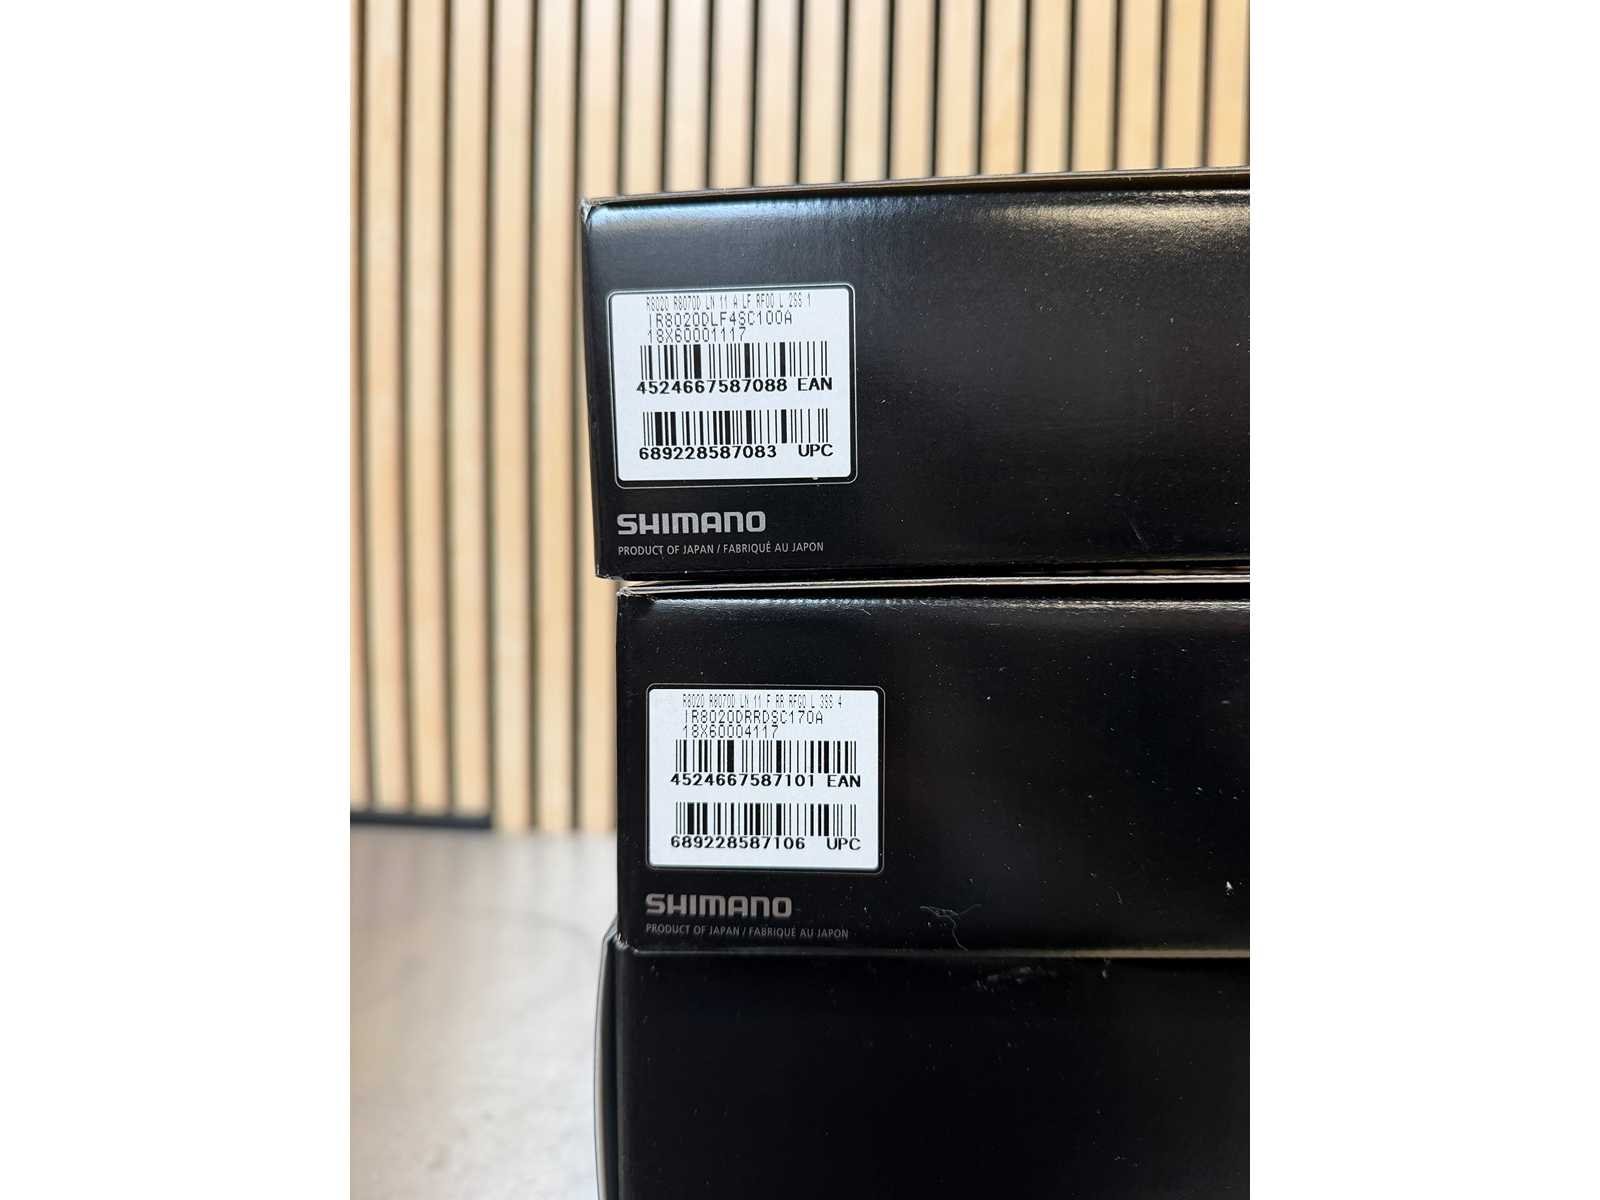 R8020 R8070D LN 11 A LF RF00 L 2SS 1
IR8020DLF4SC100A
18X60001117
4524667587088 EAN
689228587083 UPC
SHIMANO
PRODUCT OF JAPAN / FABRIQUÉ AU JAPON
R8020 R8070D LN 11 F RR RFG0 L 3SS 4
IR8020DRRDSC170A
18X60004117
4524667587101 EAN
689228587106 UPC
SHIMANO
PRODUCT OF JAPAN / FABRIQUÉ AU JAPON